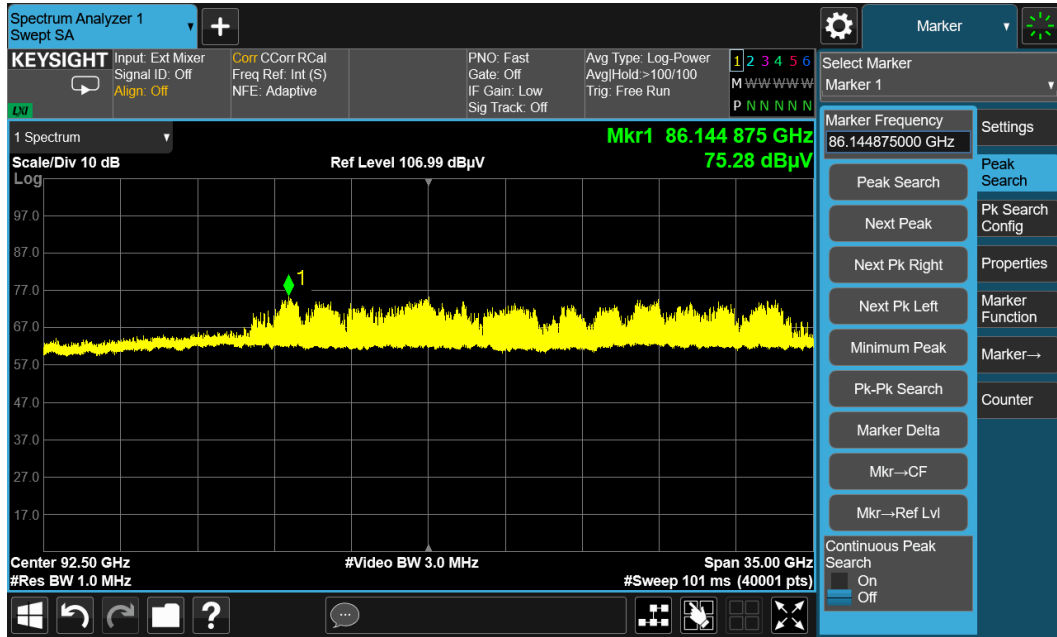 Spectrum Analyzer 1
Swept SA
+
Marker
KEYSIGHT
Input: Ext Mixer
Signal ID: Off
Align: Off
Corr CCorr RCal
Freq Ref: Int (S)
NFE: Adaptive
PNO: Fast
Gate: Off
IF Gain: Low
Sig Track: Off
Avg Type: Log-Power
Avg|Hold:>100/100
Trig: Free Run
1 2 3 4 5 6
M W W W W W W
P N N N N N
LXI
Select Marker
Marker 1
1 Spectrum
Mkr1 86.144 875 GHz
75.28 dBµV
Scale/Div 10 dB
Ref Level 106.99 dBµV
Log
97.0
87.0
77.0
67.0
57.0
47.0
37.0
27.0
17.0
1
Center 92.50 GHz
#Video BW 3.0 MHz
Span 35.00 GHz
#Res BW 1.0 MHz
#Sweep 101 ms (40001 pts)
Marker Frequency
86.144875000 GHz
Peak Search
Next Peak
Next Pk Right
Next Pk Left
Minimum Peak
Pk-Pk Search
Marker Delta
Mkr→CF
Mkr→Ref Lvl
Continuous Peak
Search
On
Off
Settings
Peak
Search
Pk Search
Config
Properties
Marker
Function
Marker→
Counter
?